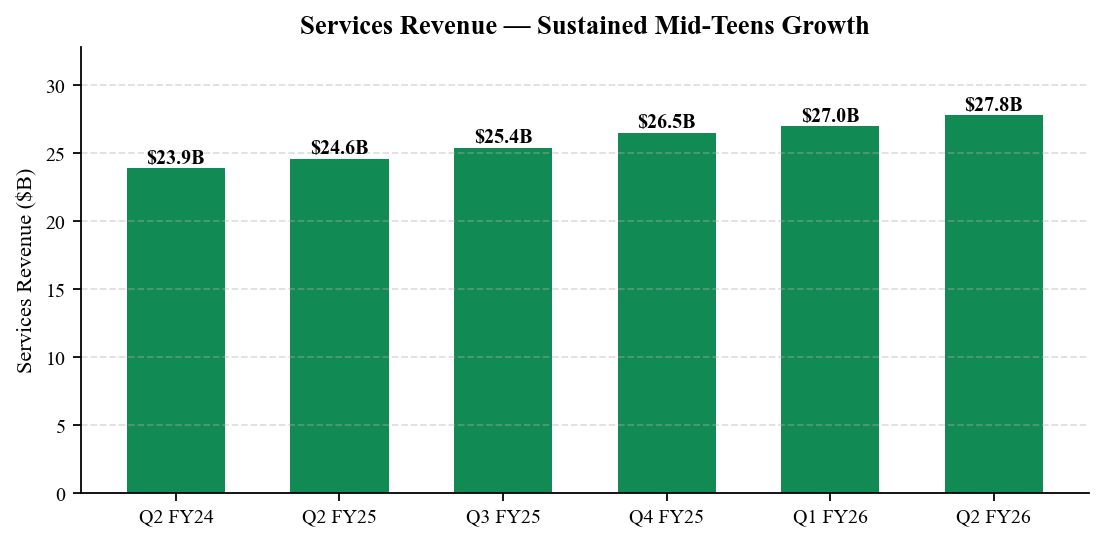 Services Revenue — Sustained Mid-Teens Growth
Services Revenue ($B)
30
25
20
15
10
5
0
$23.9B
$24.6B
$25.4B
$26.5B
$27.0B
$27.8B
Q2 FY24
Q2 FY25
Q3 FY25
Q4 FY25
Q1 FY26
Q2 FY26